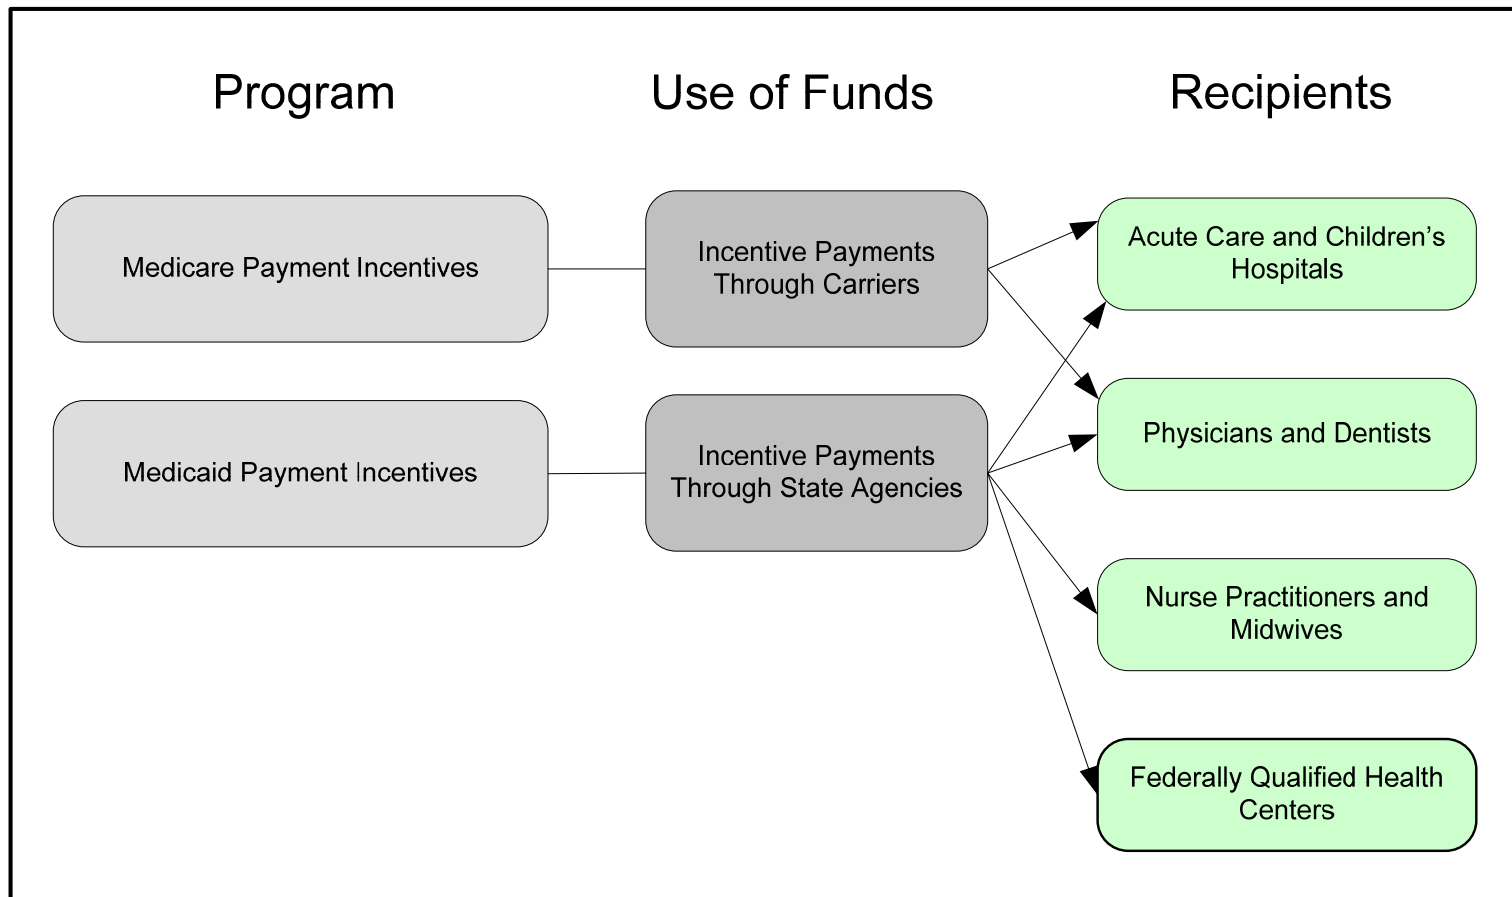 Program
Use of Funds
Recipients
Medicare Payment Incentives
Incentive Payments
Through Carriers
Acute Care and Children's
Hospitals
Physicians and Dentists
Medicaid Payment Incentives
Incentive Payments
Through State Agencies
Nurse Practitioners and
Midwives
Federally Qualified Health
Centers